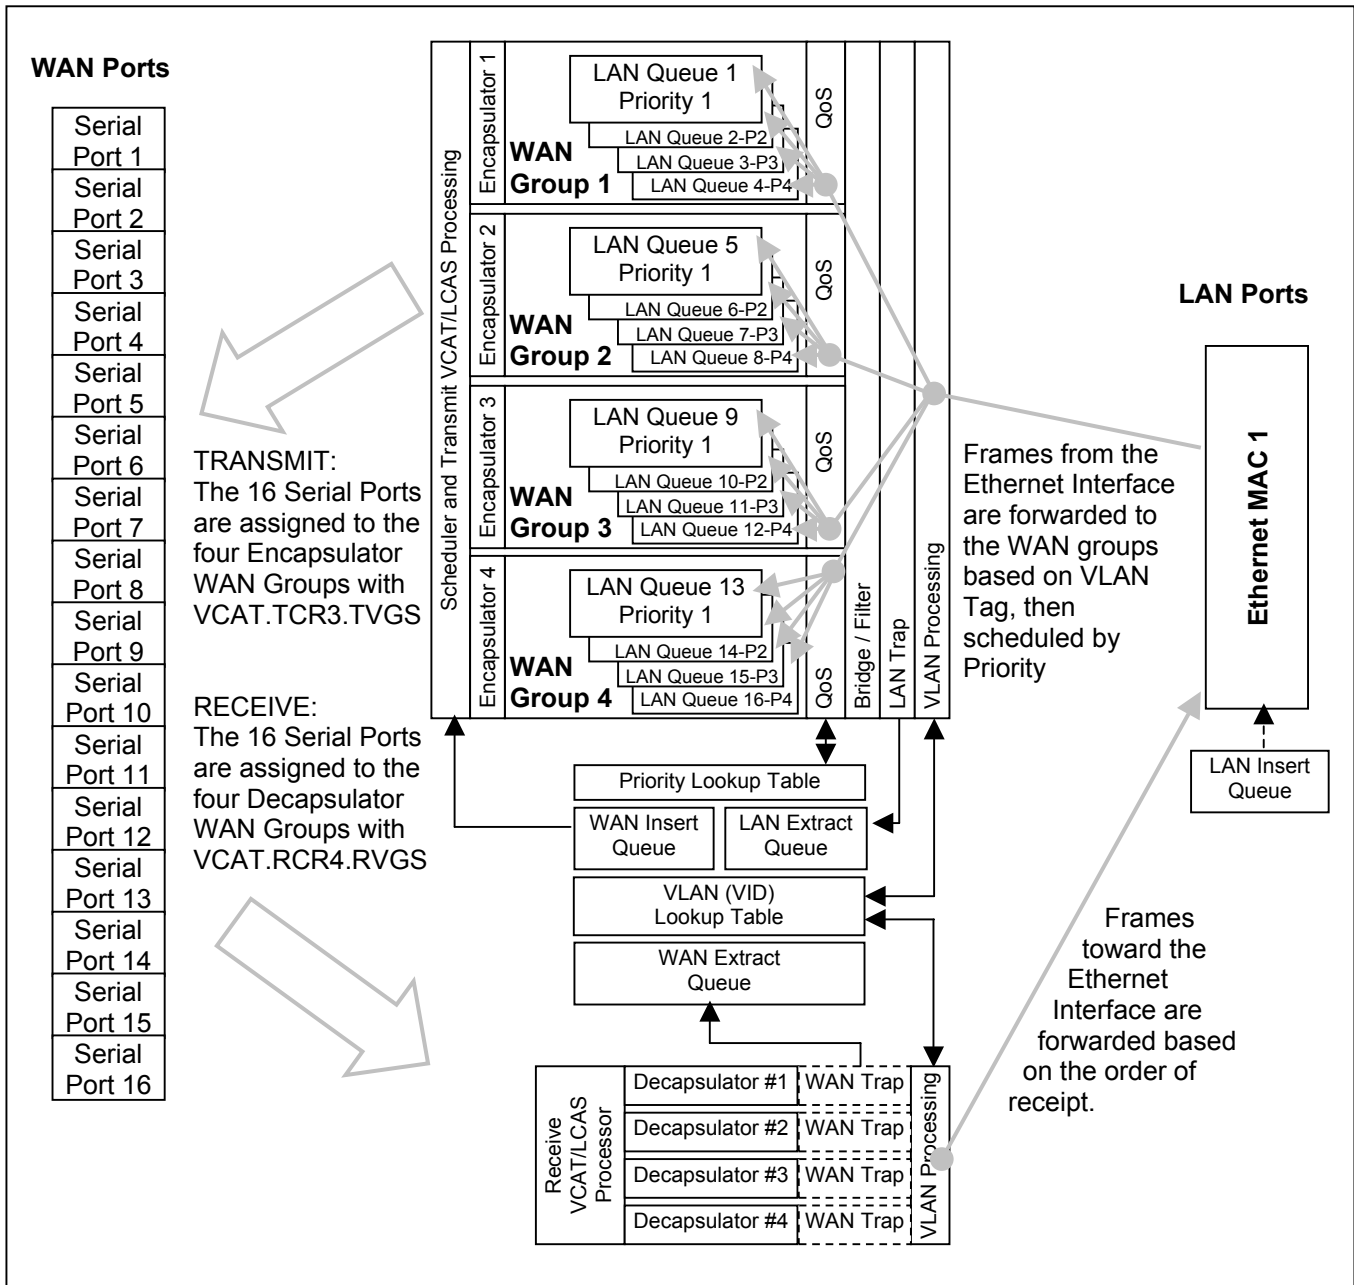 WAN Ports
Serial
Port 1
Serial
Port 2
Serial
Port 3
Serial
Port 4
Serial
Port 5
Serial
Port 6
Serial
Port 7
Serial
Port 8
Serial
Port 9
Serial
Port 10
Serial
Port 11
Serial
Port 12
Serial
Port 13
Serial
Port 14
Serial
Port 15
Serial
Port 16
TRANSMIT:
The 16 Serial Ports
are assigned to the
four Encapsulator
WAN Groups with
VCAT.TCR3.TVGS
RECEIVE:
The 16 Serial Ports
are assigned to the
four Decapsulator
WAN Groups with
VCAT.RCR4.RVGS
Scheduler and Transmit VCAT/LCAS Processing
Encapsulator 1
WAN
Group 1
LAN Queue 1
Priority 1
LAN Queue 2-P2
LAN Queue 3-P3
LAN Queue 4-P4
QoS
Encapsulator 2
WAN
Group 2
LAN Queue 5
Priority 1
LAN Queue 6-P2
LAN Queue 7-P3
LAN Queue 8-P4
QoS
Encapsulator 3
WAN
Group 3
LAN Queue 9
Priority 1
LAN Queue 10-P2
LAN Queue 11-P3
LAN Queue 12-P4
QoS
Encapsulator 4
WAN
Group 4
LAN Queue 13
Priority 1
LAN Queue 14-P2
LAN Queue 15-P3
LAN Queue 16-P4
QoS
Bridge / Filter
LAN Trap
VLAN Processing
Priority Lookup Table
WAN Insert
Queue
LAN Extract
Queue
VLAN (VID)
Lookup Table
WAN Extract
Queue
Receive
VCAT/LCAS
Processor
Decapsulator #1
WAN Trap
Decapsulator #2
WAN Trap
Decapsulator #3
WAN Trap
Decapsulator #4
WAN Trap
VLAN Processing
LAN Ports
Ethernet MAC 1
LAN Insert
Queue
Frames from the
Ethernet Interface
are forwarded to
the WAN groups
based on VLAN
Tag, then
scheduled by
Priority
Frames
toward the
Ethernet
Interface are
forwarded based
on the order of
receipt.